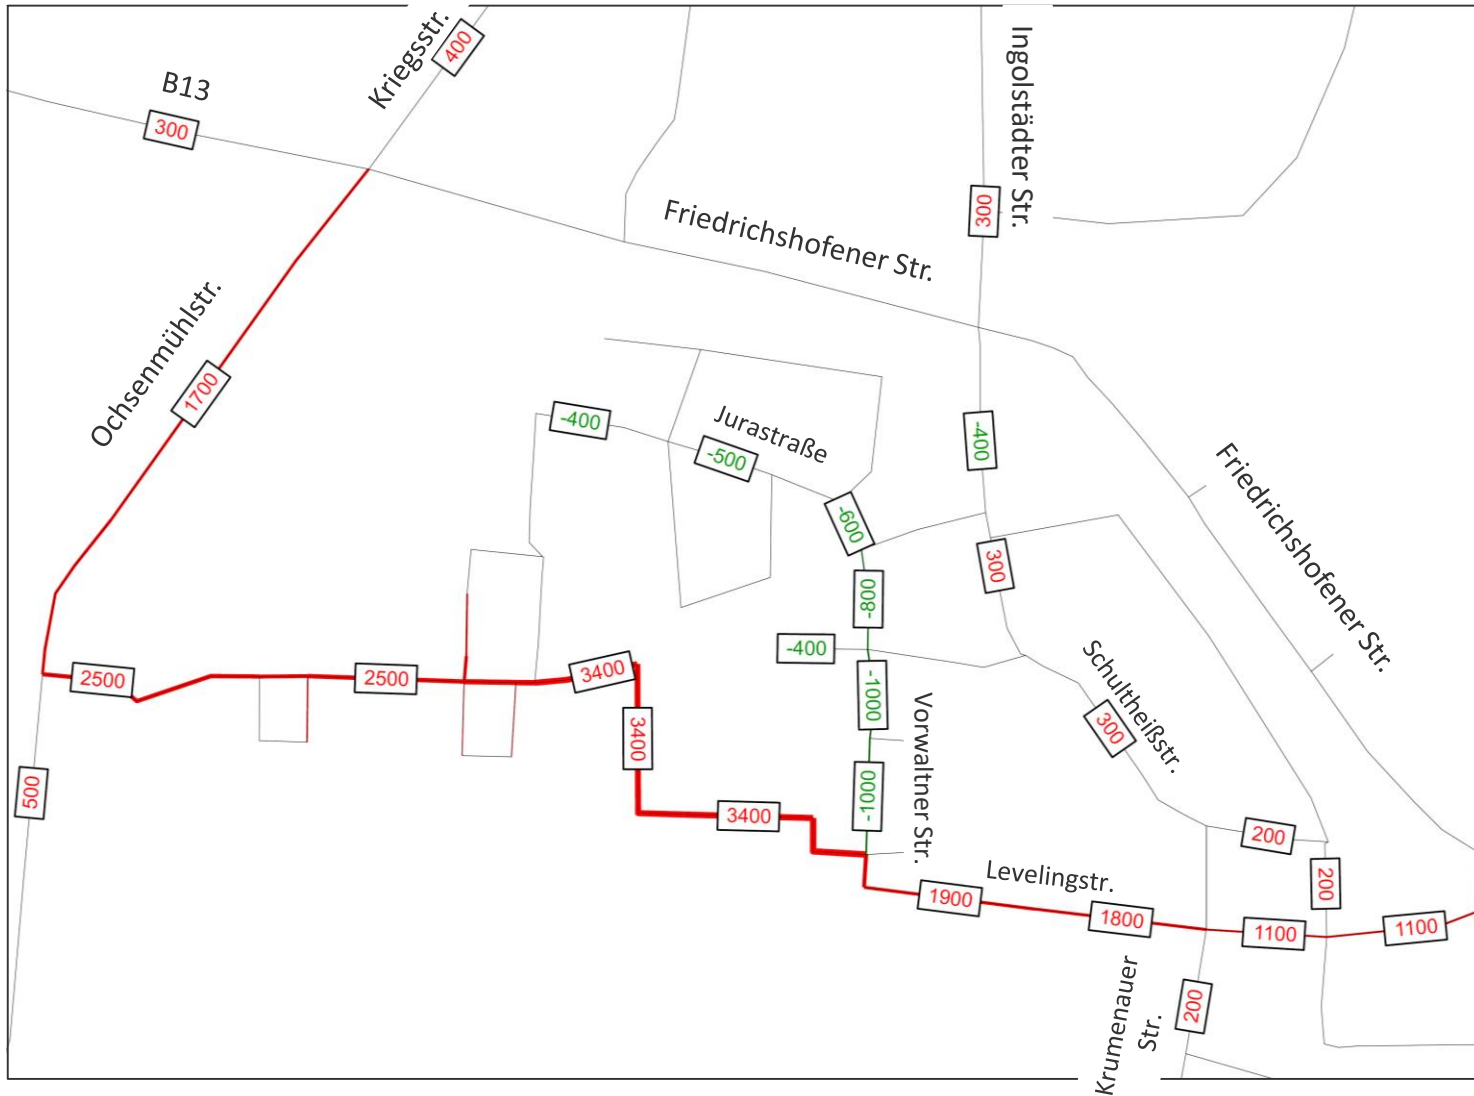 Kriegsstr.
400
B13
300
Ingolstädter Str.
300
Friedrichshofener Str.
Ochsenmühlstr.
1700
-400
Jurastraße
-500
-400
-600
Friedrichshofener Str.
300
-800
-400
2500
2500
3400
3400
-1000
Schultheißstr.
300
Vorwaltner Str.
500
-1000
3400
200
200
Levelingstr.
1900
1800
1100
1100
Krumenauer
Str.
200